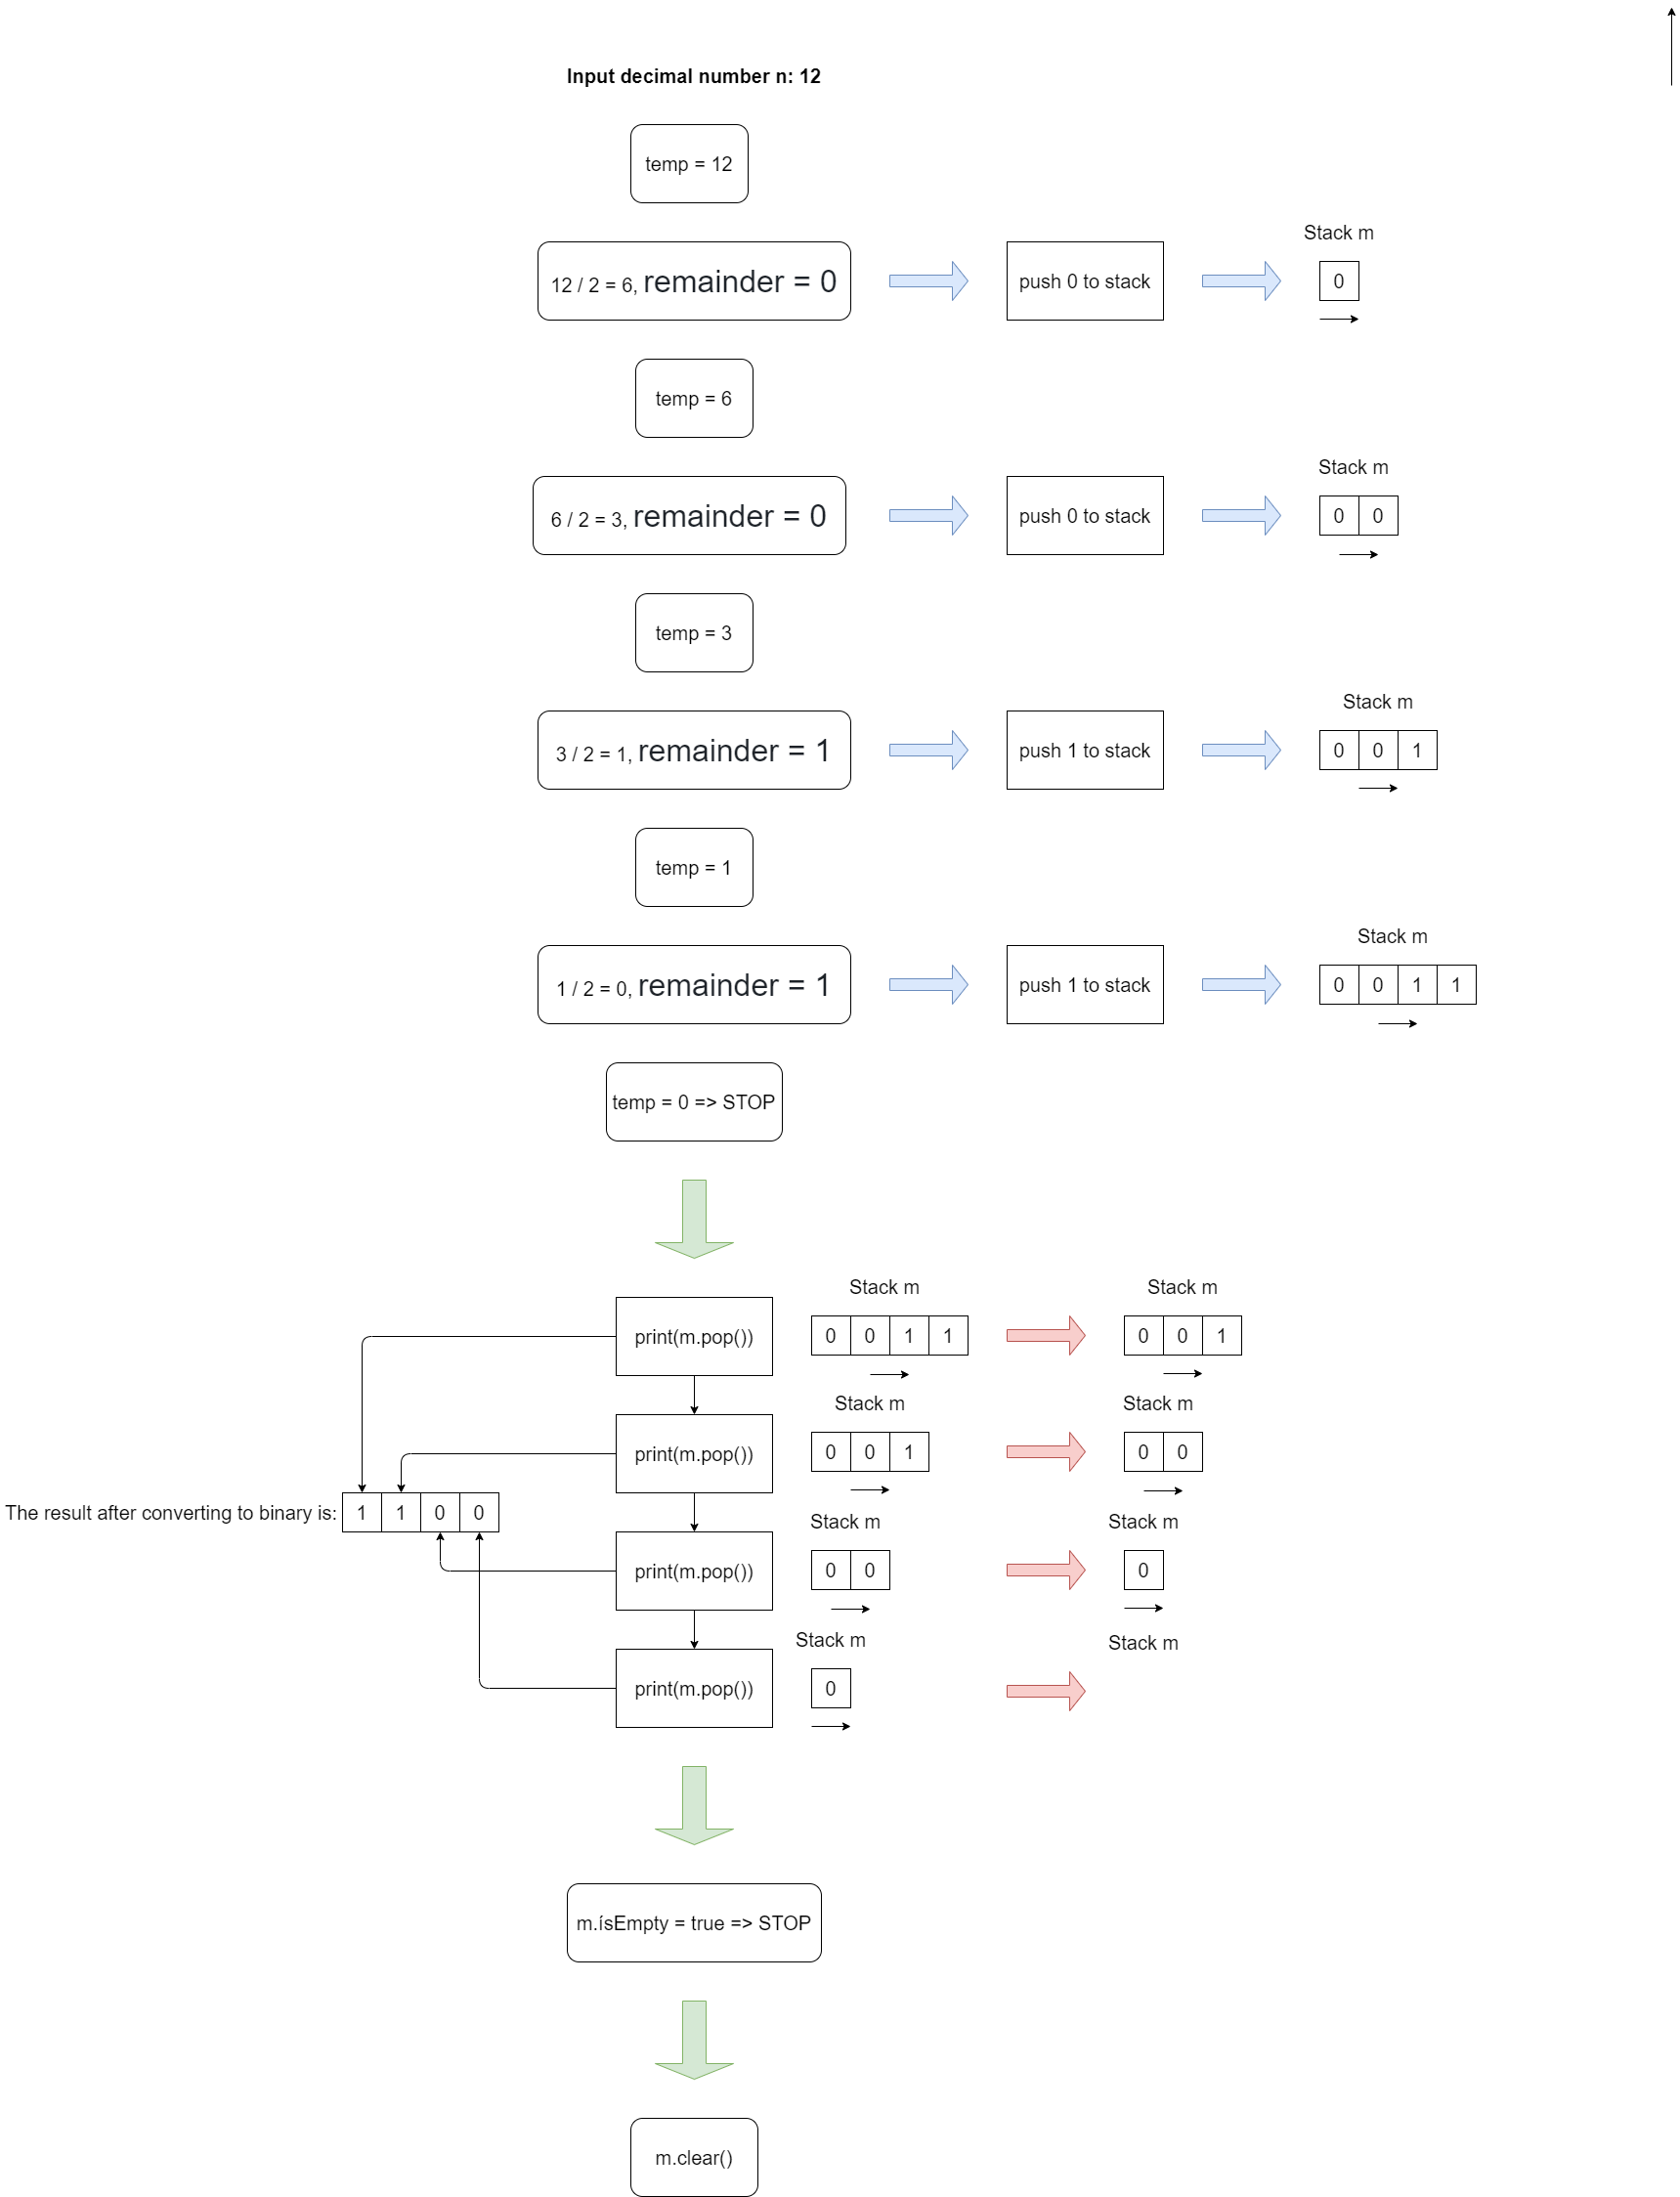 Input decimal number n: 12
temp = 12
12 / 2 = 6, remainder = 0
push 0 to stack
Stack m
0
temp = 6
6 / 2 = 3, remainder = 0
push 0 to stack
Stack m
0 0
temp = 3
3 / 2 = 1, remainder = 1
push 1 to stack
Stack m
0 0 1
temp = 1
1 / 2 = 0, remainder = 1
push 1 to stack
Stack m
0 0 1 1
temp = 0 => STOP
print(m.pop())
Stack m
0 0 1 1
Stack m
0 0 1
print(m.pop())
Stack m
0 0 1
Stack m
0 0
The result after converting to binary is: 1 1 0 0
print(m.pop())
Stack m
0 0
Stack m
0
print(m.pop())
Stack m
0
Stack m
m.ísEmpty = true => STOP
m.clear()